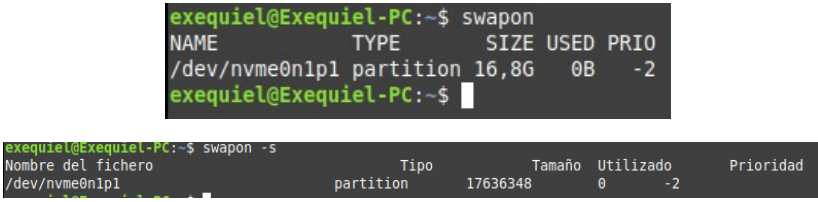 exequiel@Exequiel-PC:~$ swapon
NAME TYPE SIZE USED PRIO
/dev/nvme0n1p1 partition 16,8G 0B -2
exequiel@Exequiel-PC:~$
exequiel@Exequiel-PC:~$ swapon -s
Nombre del fichero Tipo Tamaño Utilizado Prioridad
/dev/nvme0n1p1 partition 17636348 0 -2